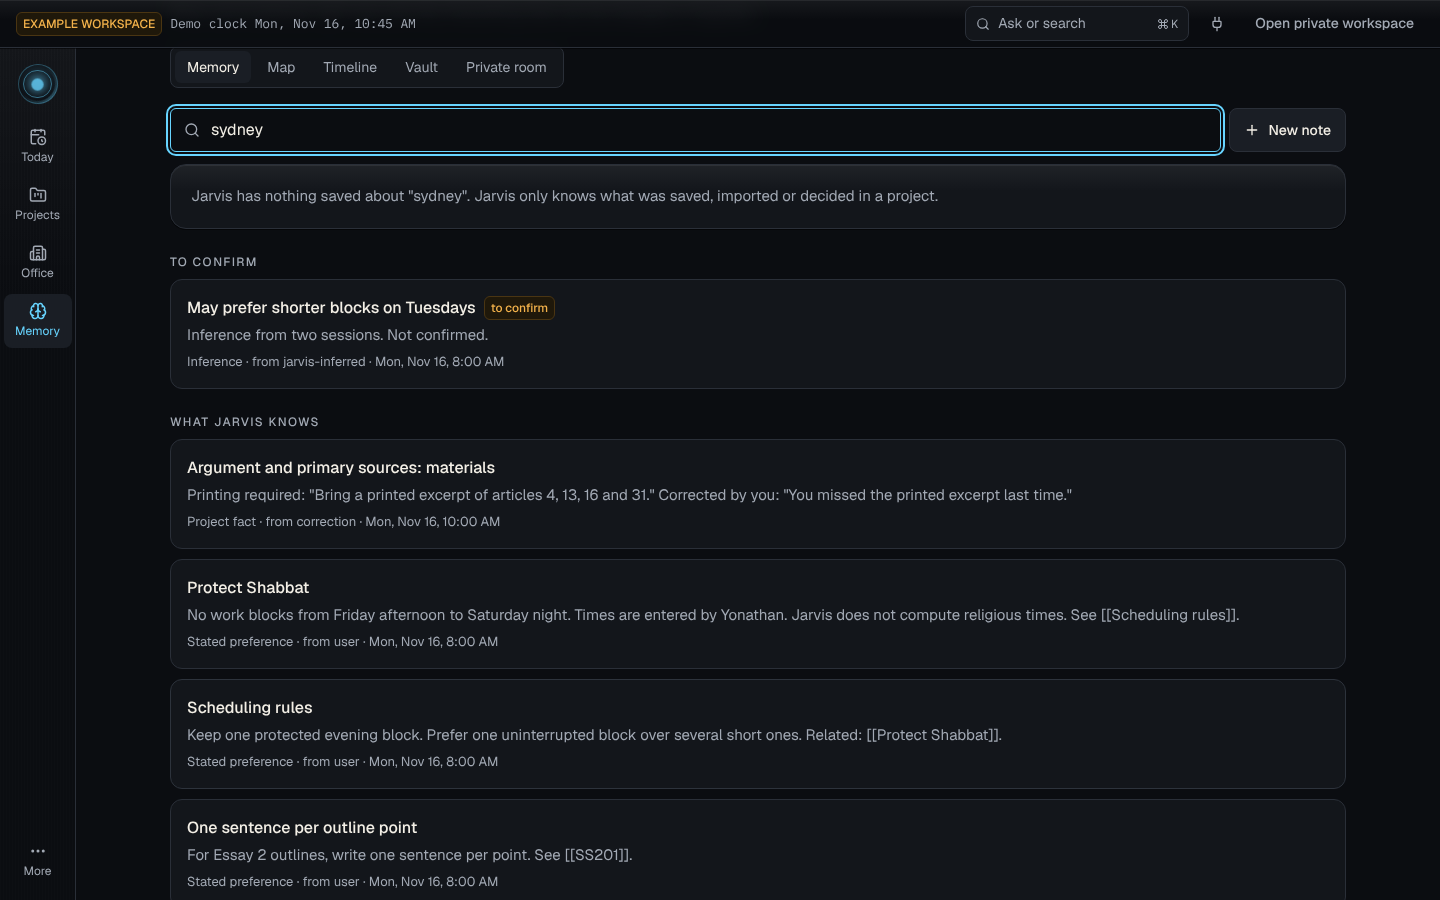 EXAMPLE WORKSPACE Demo clock Mon, Nov 16, 10:45 AM Ask or search ⌘K Open private workspace
Memory Map Timeline Vault Private room
sydney
New note
Jarvis has nothing saved about "sydney". Jarvis only knows what was saved, imported or decided in a project.
Today
Projects
Office
Memory
More
TO CONFIRM
May prefer shorter blocks on Tuesdays to confirm
Inference from two sessions. Not confirmed.
Inference · from jarvis-inferred · Mon, Nov 16, 8:00 AM
WHAT JARVIS KNOWS
Argument and primary sources: materials
Printing required: "Bring a printed excerpt of articles 4, 13, 16 and 31." Corrected by you: "You missed the printed excerpt last time."
Project fact · from correction · Mon, Nov 16, 10:00 AM
Protect Shabbat
No work blocks from Friday afternoon to Saturday night. Times are entered by Yonathan. Jarvis does not compute religious times. See [[Scheduling rules]].
Stated preference · from user · Mon, Nov 16, 8:00 AM
Scheduling rules
Keep one protected evening block. Prefer one uninterrupted block over several short ones. Related: [[Protect Shabbat]].
Stated preference · from user · Mon, Nov 16, 8:00 AM
One sentence per outline point
For Essay 2 outlines, write one sentence per point. See [[SS201]].
Stated preference · from user · Mon, Nov 16, 8:00 AM